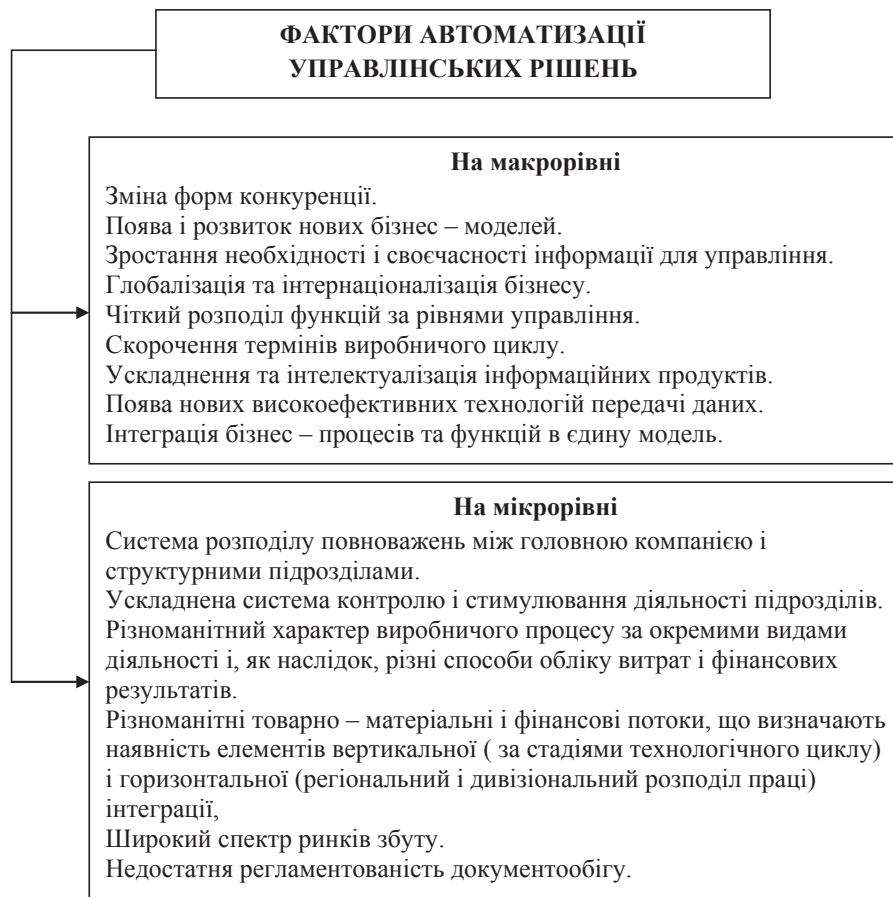 ФАКТОРИ АВТОМАТИЗАЦІЇ
УПРАВЛІНСЬКИХ РІШЕНЬ
На макрорівні
Зміна форм конкуренції.
Поява і розвиток нових бізнес – моделей.
Зростання необхідності і своєчасності інформації для управління.
Глобалізація та інтернаціоналізація бізнесу.
Чіткий розподіл функцій за рівнями управління.
Скорочення термінів виробничого циклу.
Ускладнення та інтелектуалізація інформаційних продуктів.
Поява нових високоефективних технологій передачі даних.
Інтеграція бізнес – процесів та функцій в єдину модель.
На мікрорівні
Система розподілу повноважень між головною компанією і
структурними підрозділами.
Ускладнена система контролю і стимулювання діяльності підрозділів.
Різноманітний характер виробничого процесу за окремими видами
діяльності і, як наслідок, різні способи обліку витрат і фінансових
результатів.
Різноманітні товарно – матеріальні і фінансові потоки, що визначають
наявність елементів вертикальної ( за стадіями технологічного циклу)
і горизонтальної (регіональний і дивізіональний розподіл праці)
інтеграції,
Широкий спектр ринків збуту.
Недостатня регламентованість документообігу.